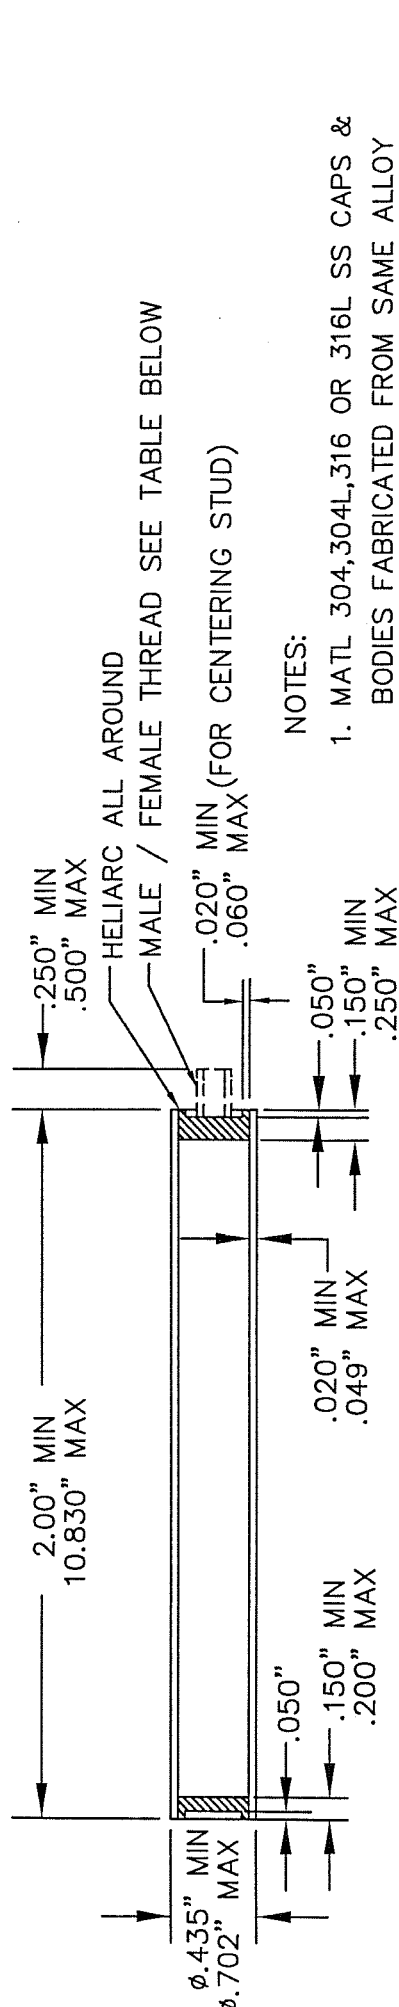 2.00" MIN
10.830" MAX
.250" MIN
.500" MAX
HELIARC ALL AROUND
MALE / FEMALE THREAD SEE TABLE BELOW
.020" MIN
.060" MAX (FOR CENTERING STUD)
ø.435" MIN
ø.702" MAX
.050"
.150" MIN
.200" MAX
.020" MIN
.049" MAX
.050"
.150" MIN
.250" MAX
NOTES:
1. MATL 304,304L,316 OR 316L SS CAPS &
BODIES FABRICATED FROM SAME ALLOY